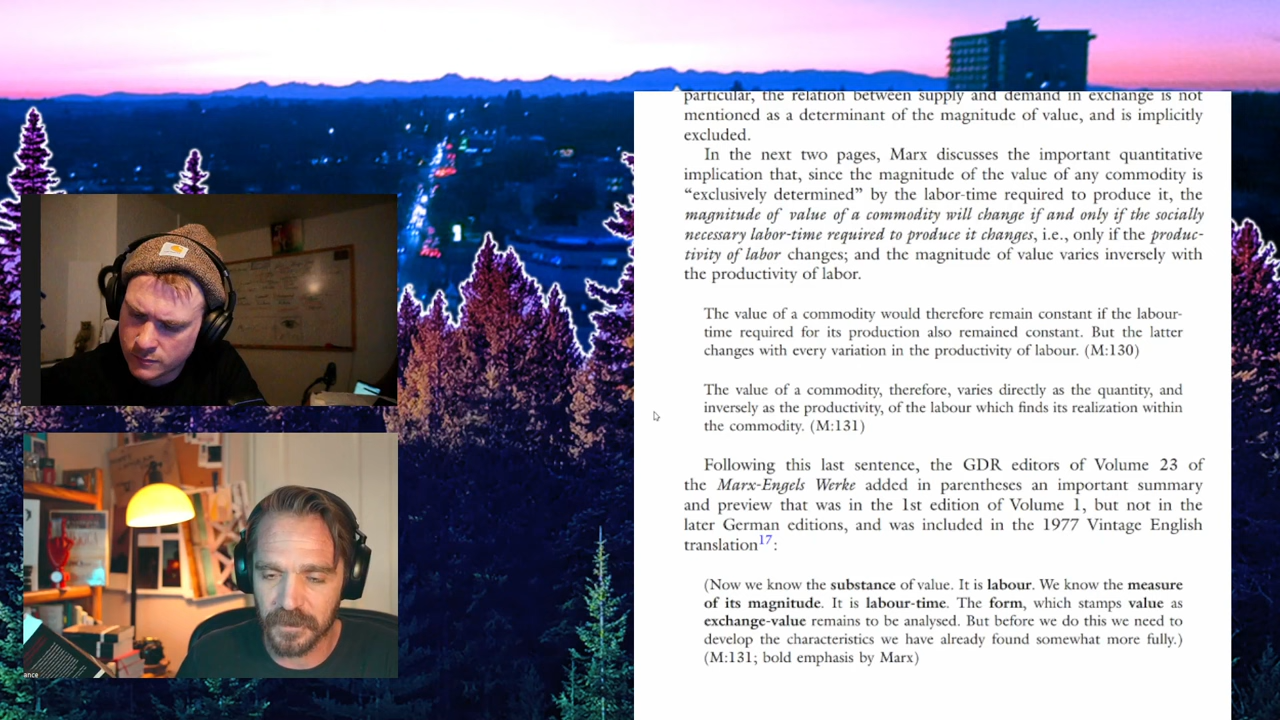 particular, the relation between supply and demand in exchange is not
mentioned as a determinant of the magnitude of value, and is implicitly
excluded.
In the next two pages, Marx discusses the important quantitative
implication that, since the magnitude of the value of any commodity is
“exclusively determined” by the labor-time required to produce it, the
magnitude of value of a commodity will change if and only if the socially
necessary labor-time required to produce it changes, i.e., only if the produc-
tivity of labor changes; and the magnitude of value varies inversely with
the productivity of labor.
The value of a commodity would therefore remain constant if the labour-
time required for its production also remained constant. But the latter
changes with every variation in the productivity of labour. (M:130)
The value of a commodity, therefore, varies directly as the quantity, and
inversely as the productivity, of the labour which finds its realization within
the commodity. (M:131)
Following this last sentence, the GDR editors of Volume 23 of
the Marx-Engels Werke added in parentheses an important summary
and preview that was in the 1st edition of Volume 1, but not in the
later German editions, and was included in the 1977 Vintage English
translation17:
(Now we know the substance of value. It is labour. We know the measure
of its magnitude. It is labour-time. The form, which stamps value as
exchange-value remains to be analysed. But before we do this we need to
develop the characteristics we have already found somewhat more fully.)
(M:131; bold emphasis by Marx)
ance